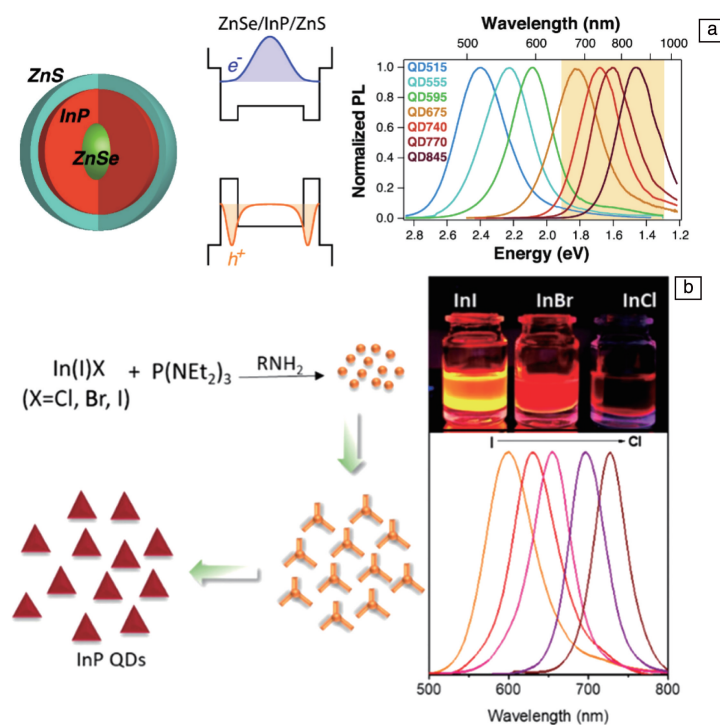 ZnSe/InP/ZnS
e⁻
h⁺
ZnS
InP
ZnSe
a
Wavelength (nm)
500 600 700 800 1000
Normalized PL
1.0
0.8
0.6
0.4
0.2
0.0
QD515
QD555
QD595
QD675
QD740
QD770
QD845
2.8 2.6 2.4 2.2 2.0 1.8 1.6 1.4 1.2
Energy (eV)
b
In(I)X + P(NEt₂)₃ RNH₂
(X=Cl, Br, I)
InP QDs
InI InBr InCl
I Cl
500 600 700 800
Wavelength (nm)